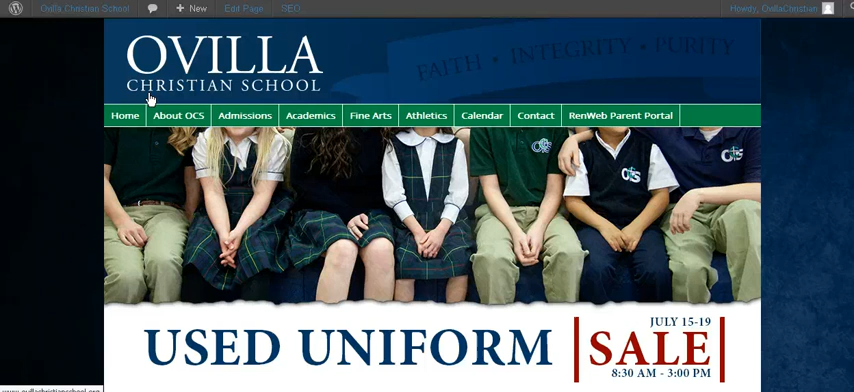 Ovilla Christian School
New
Edit Page
SEO
Howdy, OvillaChristian
OVILLA
CHRISTIAN SCHOOL
FAITH • INTEGRITY • PURITY
Home
About OCS
Admissions
Academics
Fine Arts
Athletics
Calendar
Contact
RenWeb Parent Portal
USED UNIFORM
JULY 15-19
SALE
8:30 AM - 3:00 PM